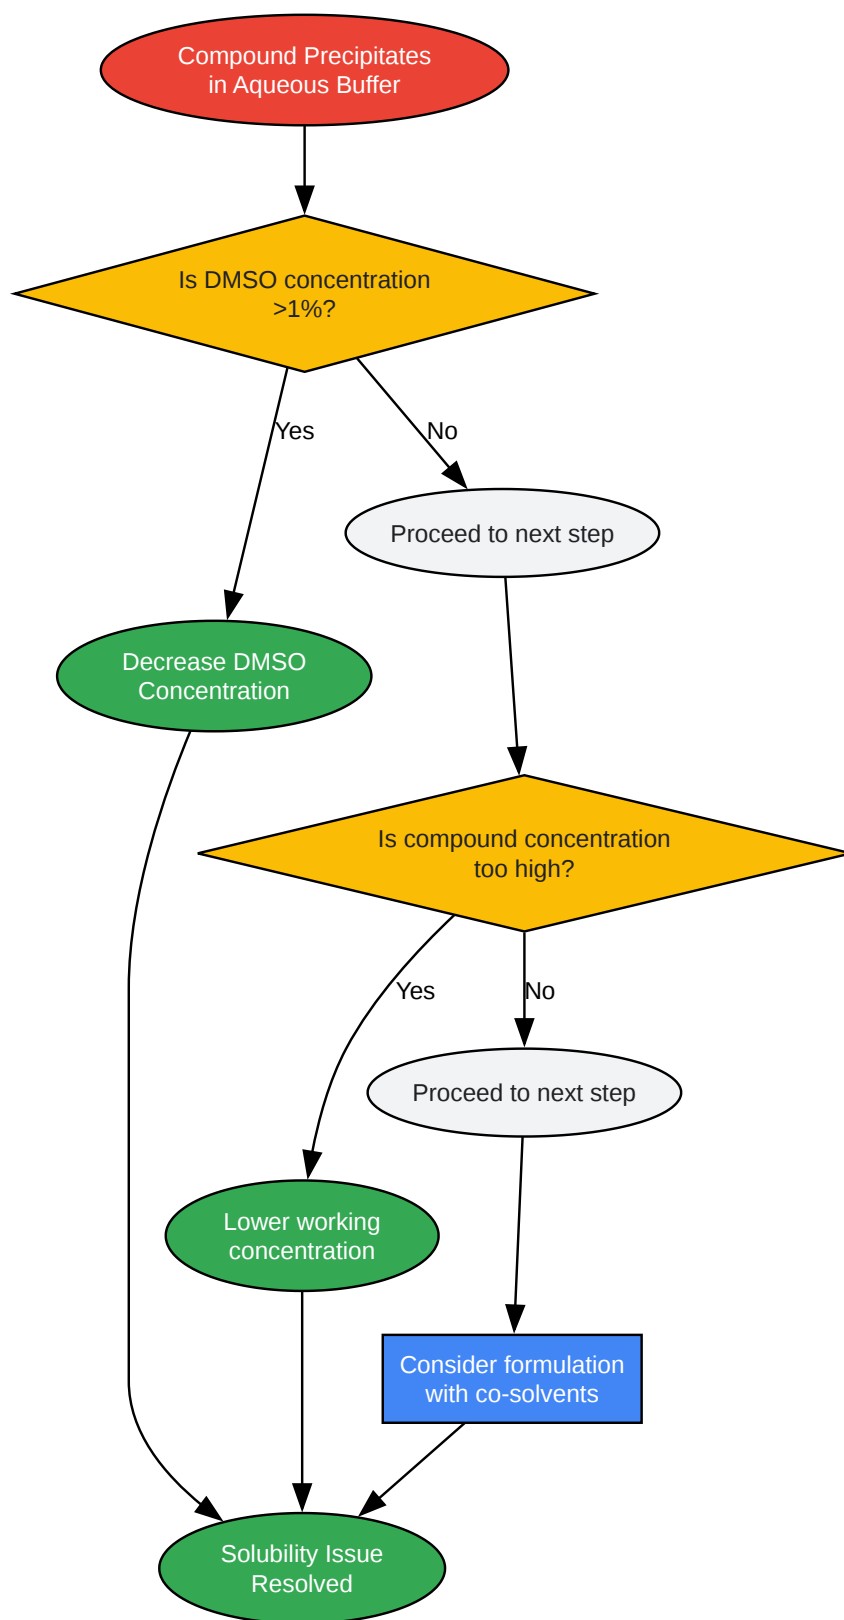 Compound Precipitates
in Aqueous Buffer
Is DMSO concentration
>1%?
Yes
No
Proceed to next step
Decrease DMSO
Concentration
Is compound concentration
too high?
Yes
No
Proceed to next step
Lower working
concentration
Consider formulation
with co-solvents
Solubility Issue
Resolved